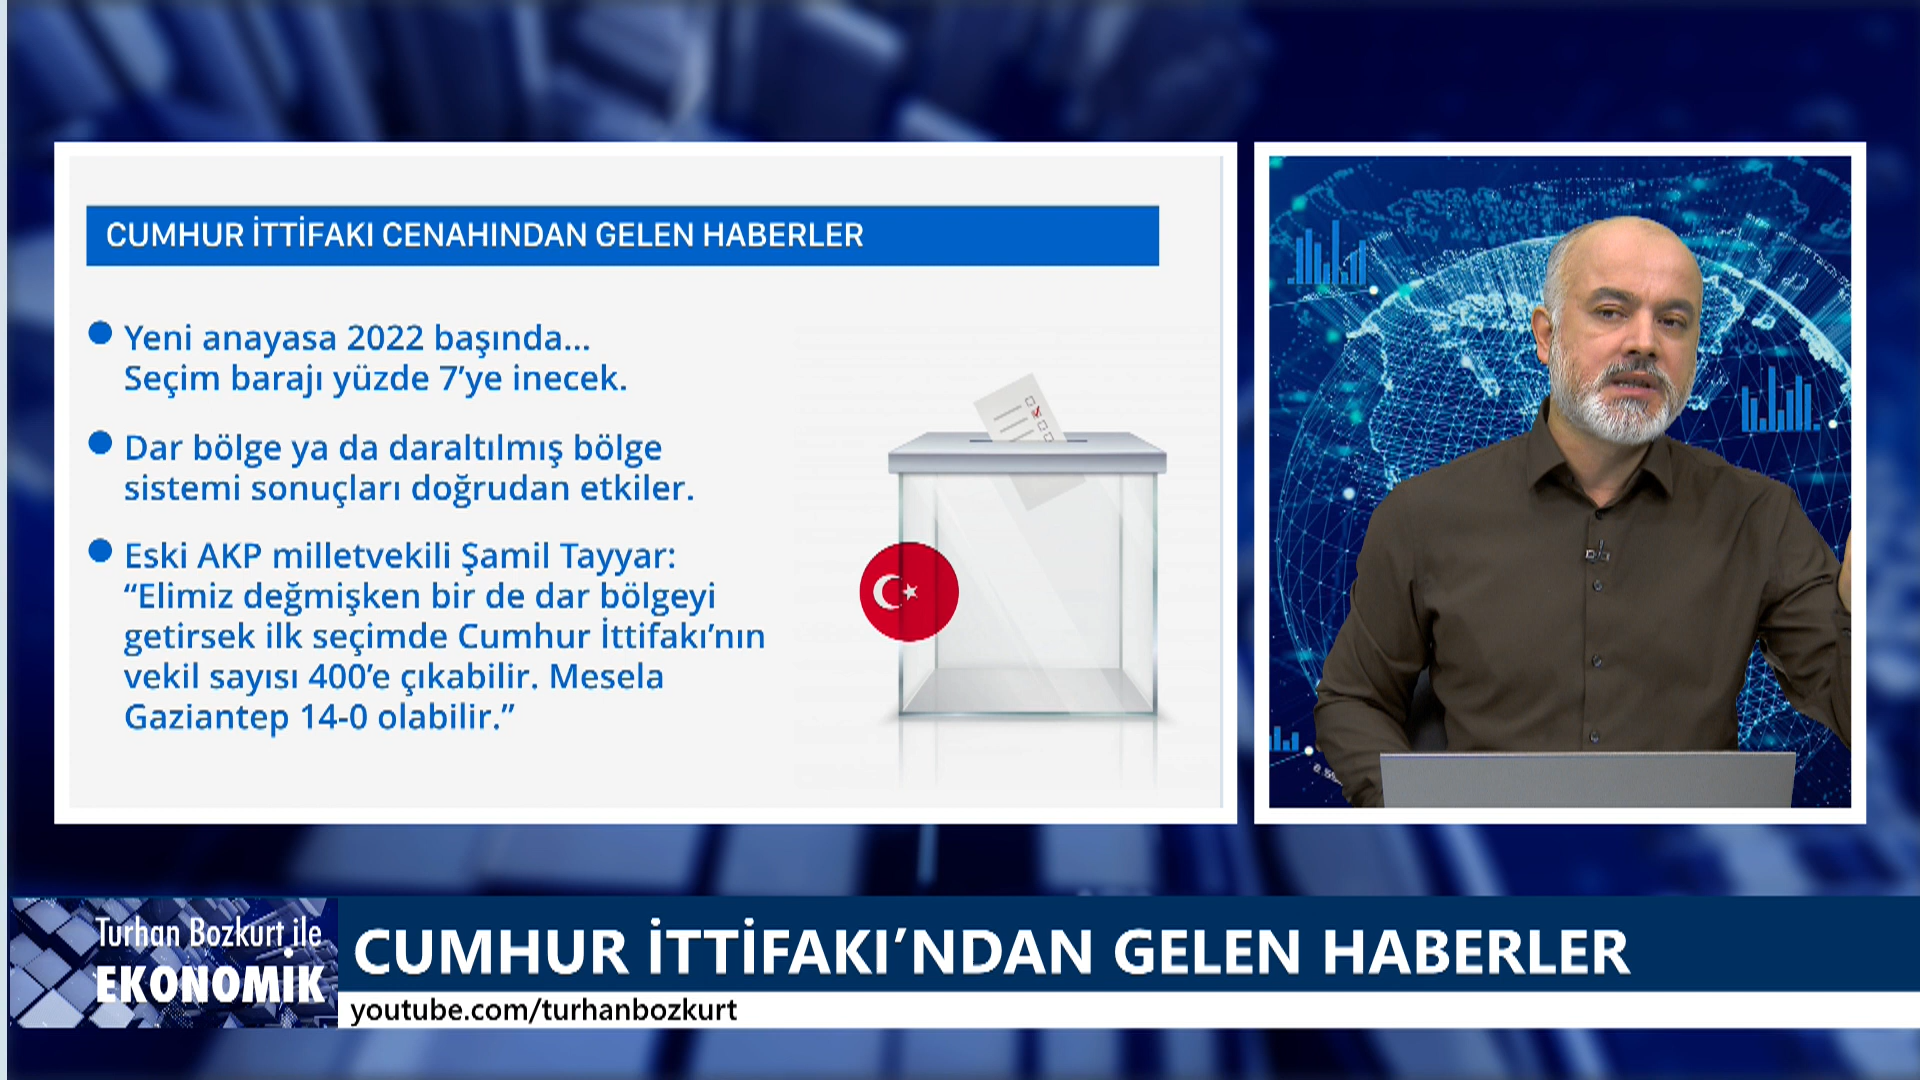 CUMHUR İTTİFAKI CENAHINDAN GELEN HABERLER
Yeni anayasa 2022 başında...
Seçim barajı yüzde 7’ye inecek.
Dar bölge ya da daraltılmış bölge
sistemi sonuçları doğrudan etkiler.
Eski AKP milletvekili Şamil Tayyar:
“Elimiz değmişken bir de dar bölgeyi
getirsek ilk seçimde Cumhur İttifakı’nın
vekil sayısı 400’e çıkabilir. Mesela
Gaziantep 14-0 olabilir.”
Turhan Bozkurt ile
EKONOMİK
CUMHUR İTTİFAKI’NDAN GELEN HABERLER
youtube.com/turhanbozkurt